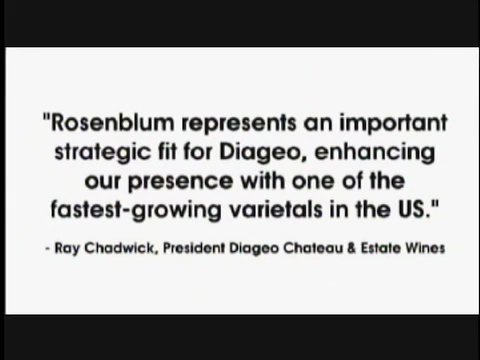 "Rosenblum represents an important
strategic fit for Diageo, enhancing
our presence with one of the
fastest-growing varietals in the US."
- Ray Chadwick, President Diageo Chateau & Estate Wines